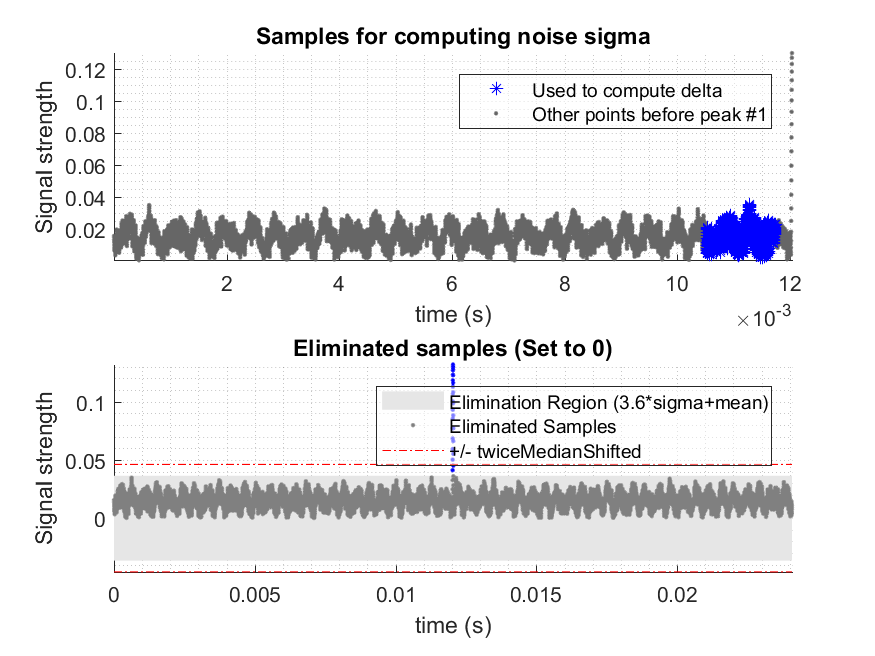 Samples for computing noise sigma
0.12
0.1
0.08
0.06
0.04
0.02
Signal strength
Used to compute delta
Other points before peak #1
2
4
6
8
10
12
time (s)
×10-3
Eliminated samples (Set to 0)
0.1
0.05
0
Signal strength
Elimination Region (3.6*sigma+mean)
Eliminated Samples
+/- twiceMedianShifted
0
0.005
0.01
0.015
0.02
time (s)